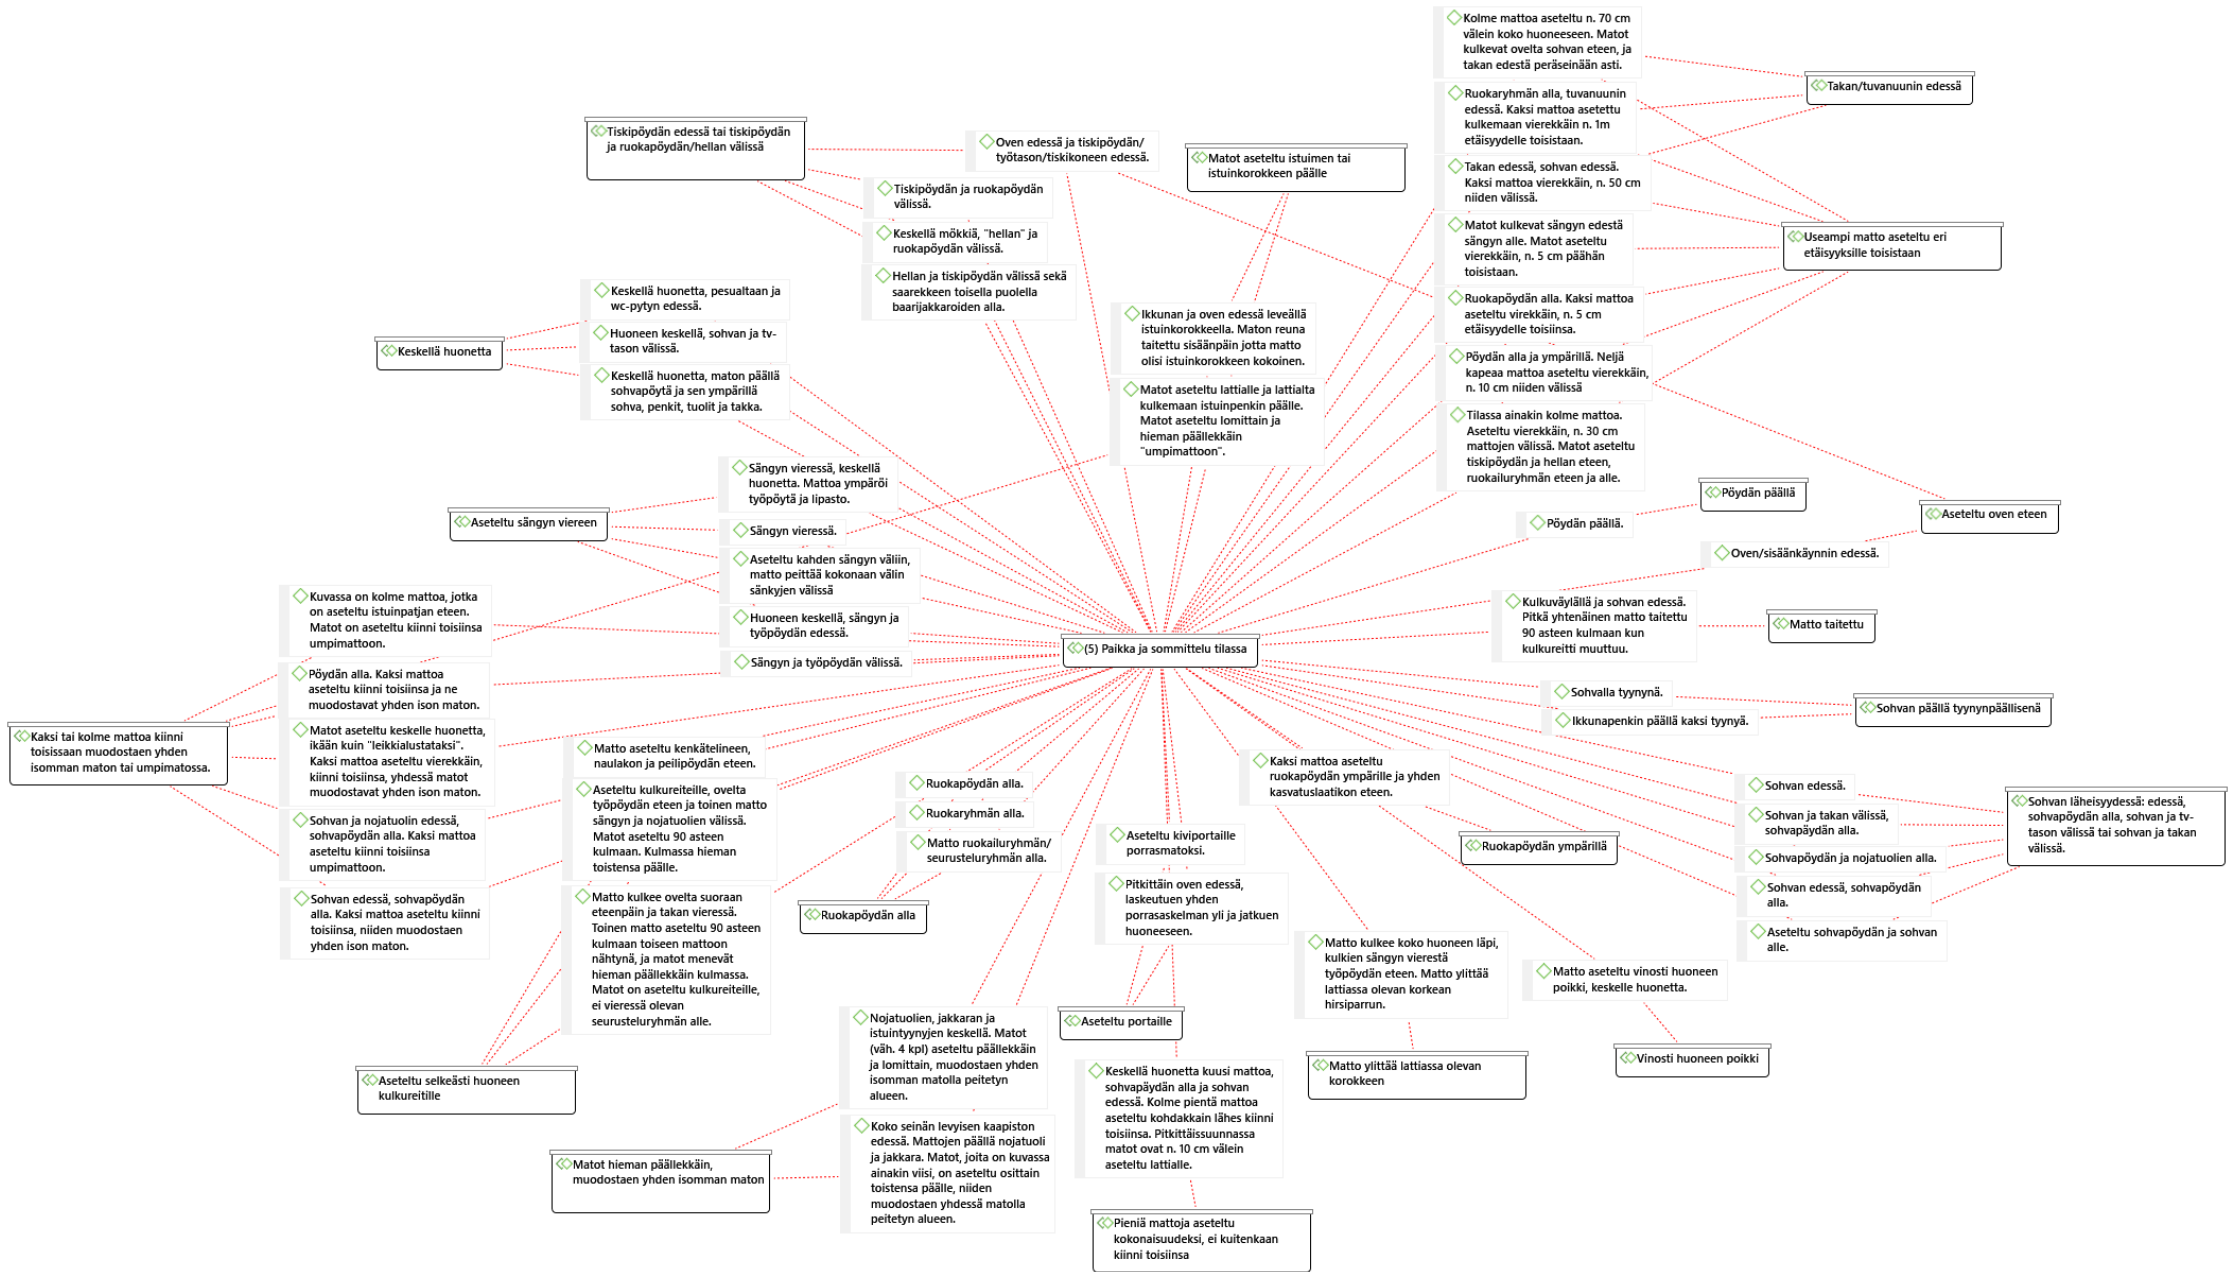 Kolme mattoa aseteltu n. 70 cm
välein koko huoneeseen. Matot
kulkevat ovelta sohvan eteen, ja
takan edestä peräseinään asti.
Takan/tuvanuunin edessä
Ruokaryhmän alla, tuvanuunin
edessä. Kaksi mattoa asetettu
kulkemaan vierekkäin n. 1m
etäisyydelle toisistaan.
Tiskipöydän edessä tai tiskipöydän
ja ruokapöydän/hellan välissä
Oven edessä ja tiskipöydän/
työtason/tiskikoneen edessä.
Matot aseteltu istuimen tai
istuinkorokkeen päälle
Takan edessä, sohvan edessä.
Kaksi mattoa vierekkäin, n. 50 cm
niiden välissä.
Tiskipöydän ja ruokapöydän
välissä.
Keskellä mökkiä, "hellan" ja
ruokapöydän välissä.
Matot kulkevat sängyn edestä
sängyn alle. Matot aseteltu
vierekkäin, n. 5 cm päähän
toisistaan.
Useampi matto aseteltu eri
etäisyyksille toisistaan
Hellan ja tiskipöydän välissä sekä
saarekkeen toisella puolella
baarijakkaroiden alla.
Keskellä huonetta, pesualtaan ja
wc-pytyn edessä.
Huoneen keskellä, sohvan ja tv-
tason välissä.
Keskellä huonetta
Keskellä huonetta, maton päällä
sohvapöytä ja sen ympärillä
sohva, penkit, tuolit ja takka.
Ikkunan ja oven edessä leveällä
istuinkorokkeella. Maton reuna
taitettu sisäänpäin jotta matto
olisi istuinkorokkeen kokoinen.
Ruokapöydän alla. Kaksi mattoa
aseteltu virekkäin, n. 5 cm
etäisyydelle toisiinsa.
Pöydän alla ja ympärillä. Neljä
kapeaa mattoa aseteltu vierekkäin,
n. 10 cm niiden välissä
Matot aseteltu lattialle ja lattialta
kulkemaan istuinpenkin päälle.
Matot aseteltu lomittain ja
hieman päällekkäin
"umpimattoon".
Tilassa ainakin kolme mattoa.
Aseteltu vierekkäin, n. 30 cm
mattojen välissä. Matot aseteltu
tiskipöydän ja hellan eteen,
ruokailuryhmän eteen ja alle.
Sängyn vieressä, keskellä
huonetta. Mattoa ympäröi
työpöytä ja lipasto.
Aseteltu sängyn viereen
Sängyn vieressä.
Pöydän päällä
Pöydän päällä.
Aseteltu oven eteen
Oven/sisäänkäynnin edessä.
Aseteltu kahden sängyn väliin,
matto peittää kokonaan välin
sänkyjen välissä
Huoneen keskellä, sängyn ja
työpöydän edessä.
Sängyn ja työpöydän välissä.
(5) Paikka ja sommittelu tilassa
Kulkuväylällä ja sohvan edessä.
Pitkä yhtenäinen matto taitettu
90 asteen kulmaan kun
kulkureitti muuttuu.
Matto taitettu
Kuvassa on kolme mattoa, jotka
on aseteltu istuinpatjan eteen.
Matot on aseteltu kiinni toisiinsa
umpimattoon.
Pöydän alla. Kaksi mattoa
aseteltu kiinni toisiinsa ja ne
muodostavat yhden ison maton.
Kaksi tai kolme mattoa kiinni
toisissaan muodostaen yhden
isomman maton tai umpimatossa.
Matot aseteltu keskelle huonetta,
ikään kuin "leikkialustataksi".
Kaksi mattoa aseteltu vierekkäin,
kiinni toisiinsa, yhdessä matot
muodostavat yhden ison maton.
Sohvan ja nojatuolin edessä,
sohvapöydän alla. Kaksi mattoa
aseteltu kiinni toisiinsa
umpimattoon.
Sohvan edessä, sohvapöydän
alla. Kaksi mattoa aseteltu kiinni
toisiinsa, niiden muodostaen
yhden ison maton.
Sohvalla tyynynä.
Ikkunapenkin päällä kaksi tyynyä.
Sohvan päällä tyynynpäällisenä
Matto aseteltu kenkätelineen,
naulakon ja peilipöydän eteen.
Aseteltu kulkureiteille, ovelta
työpöydän eteen ja toinen matto
sängyn ja nojatuolien välissä.
Matot aseteltu 90 asteen
kulmaan. Kulmassa hieman
toistensa päälle.
Matto kulkee ovelta suoraan
eteenpäin ja takan vieressä.
Toinen matto aseteltu 90 asteen
kulmaan toiseen mattoon
nähtynä, ja matot menevät
hieman päällekkäin kulmassa.
Matot on aseteltu kulkureiteille,
ei vieressä olevan
seurusteluryhmän alle.
Aseteltu selkeästi huoneen
kulkureitille
Ruokapöydän alla.
Ruokaryhmän alla.
Matto ruokailuryhmän/
seurusteluryhmän alla.
Ruokapöydän alla
Kaksi mattoa aseteltu
ruokapöydän ympärille ja yhden
kasvatuslaatikon eteen.
Ruokapöydän ympärillä
Sohvan edessä.
Sohvan ja takan välissä,
sohvapäydän alla.
Sohvapöydän ja nojatuolien alla.
Sohvan edessä, sohvapöydän
alla.
Aseteltu sohvapöydän ja sohvan
alle.
Sohvan läheisyydessä: edessä,
sohvapöydän alla, sohvan ja tv-
tason välissä tai sohvan ja takan
välissä.
Aseteltu kiviportaille
porrasmatoksi.
Pitkittäin oven edessä,
laskeutuen yhden
porrasaskelman yli ja jatkuen
huoneeseen.
Aseteltu portaille
Matto kulkee koko huoneen läpi,
kulkien sängyn vierestä
työpöydän eteen. Matto ylittää
lattiassa olevan korkean
hirsiparrun.
Matto ylittää lattiassa olevan
korokkeen
Matto aseteltu vinosti huoneen
poikki, keskelle huonetta.
Vinosti huoneen poikki
Nojatuolien, jakkaran ja
istuintyynyjen keskellä. Matot
(väh. 4 kpl) aseteltu päällekkäin
ja lomittain, muodostaen yhden
isomman matolla peitetyn
alueen.
Koko seinän levyisen kaapiston
edessä. Mattojen päällä nojatuoli
ja jakkara. Matot, joita on kuvassa
ainakin viisi, on aseteltu osittain
toistensa päälle, niiden
muodostaen yhdessä matolla
peitetyn alueen.
Matot hieman päällekkäin,
muodostaen yhden isomman maton
Keskellä huonetta kuusi mattoa,
sohvapäydän alla ja sohvan
edessä. Kolme pientä mattoa
aseteltu kohdakkain lähes kiinni
toisiinsa. Pitkittäissuunnassa
matot ovat n. 10 cm välein
aseteltu lattialle.
Pieniä mattoja aseteltu
kokonaisuudeksi, ei kuitenkaan
kiinni toisiinsa